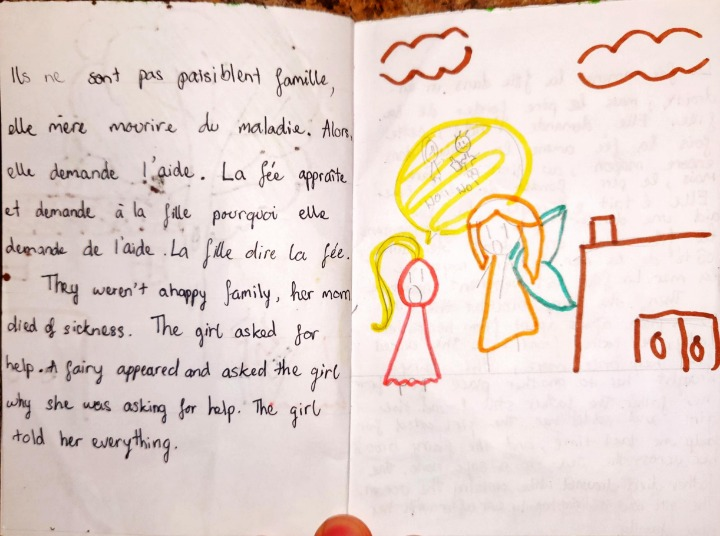 Ils ne sont pas paisiblent famille,
elle mère mourire du maladie. Alors,
elle demande l'aide. La fée appraîte
et demande à la fille pourquoi elle
demande de l'aide. La fille dire la fée.
They weren't ahappy family, her mom
died of sickness. The girl asked for
help. A fairy appeared and asked the girl
why she was asking for help. The girl
told her everything.